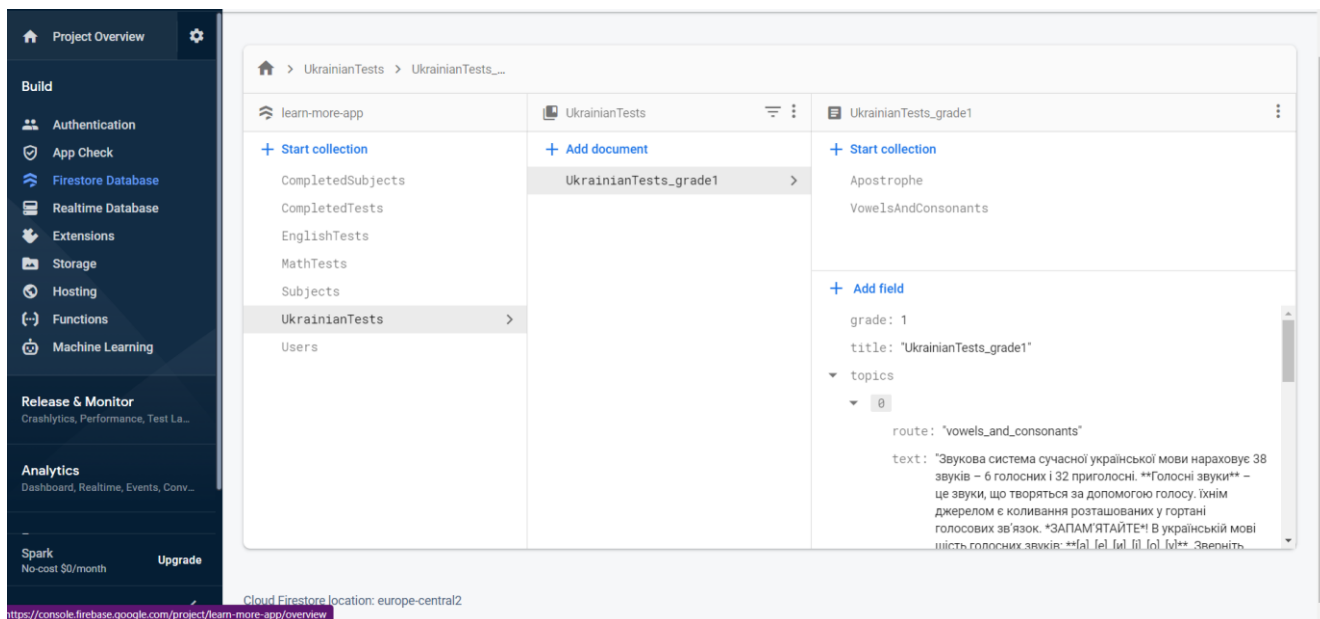 Project Overview
Build
Authentication
App Check
Firestore Database
Realtime Database
Extensions
Storage
Hosting
Functions
Machine Learning
Release & Monitor
Crashlytics, Performance, Test La...
Analytics
Dashboard, Realtime, Events, Conv...
Spark
No-cost $0/month
Upgrade
https://console.firebase.google.com/project/learn-more-app/overview
> UkrainianTests > UkrainianTests_...
learn-more-app
+ Start collection
CompletedSubjects
CompletedTests
EnglishTests
MathTests
Subjects
UkrainianTests >
Users
UkrainianTests
+ Add document
UkrainianTests_grade1 >
UkrainianTests_grade1
+ Start collection
Apostrophe
VowelsAndConsonants
+ Add field
grade: 1
title: "UkrainianTests_grade1"
topics
0
route: "vowels_and_consonants"
text: "Звукова система сучасної української мови нараховує 38
звуків – 6 голосних і 32 приголосні. **Голосні звуки** –
це звуки, що творяться за допомогою голосу. їхнім
джерелом є коливання розташованих у гортані
голосових зв'язок. *ЗАПАМ'ЯТАЙТЕ*! В українській мові
шість голосних звуків: **[а], [е], [и], [і], [о], [у]**. Зверніть
Cloud Firestore location: europe-central2